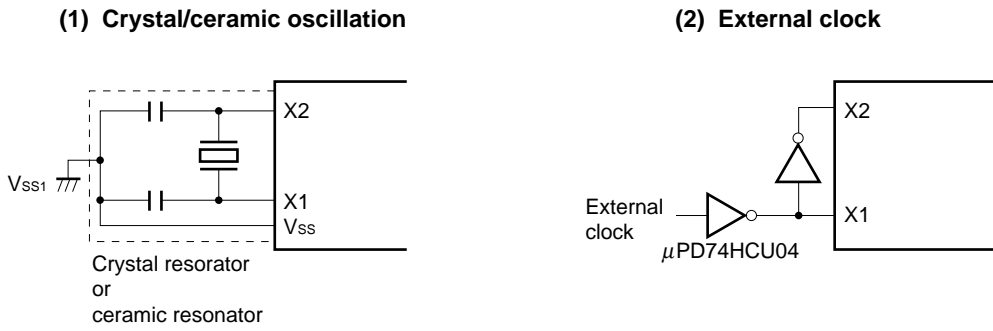 (1) Crystal/ceramic oscillation
X2
VSS1
X1
VSS
Crystal resorator
or
ceramic resonator
(2) External clock
X2
External
clock
X1
μPD74HCU04